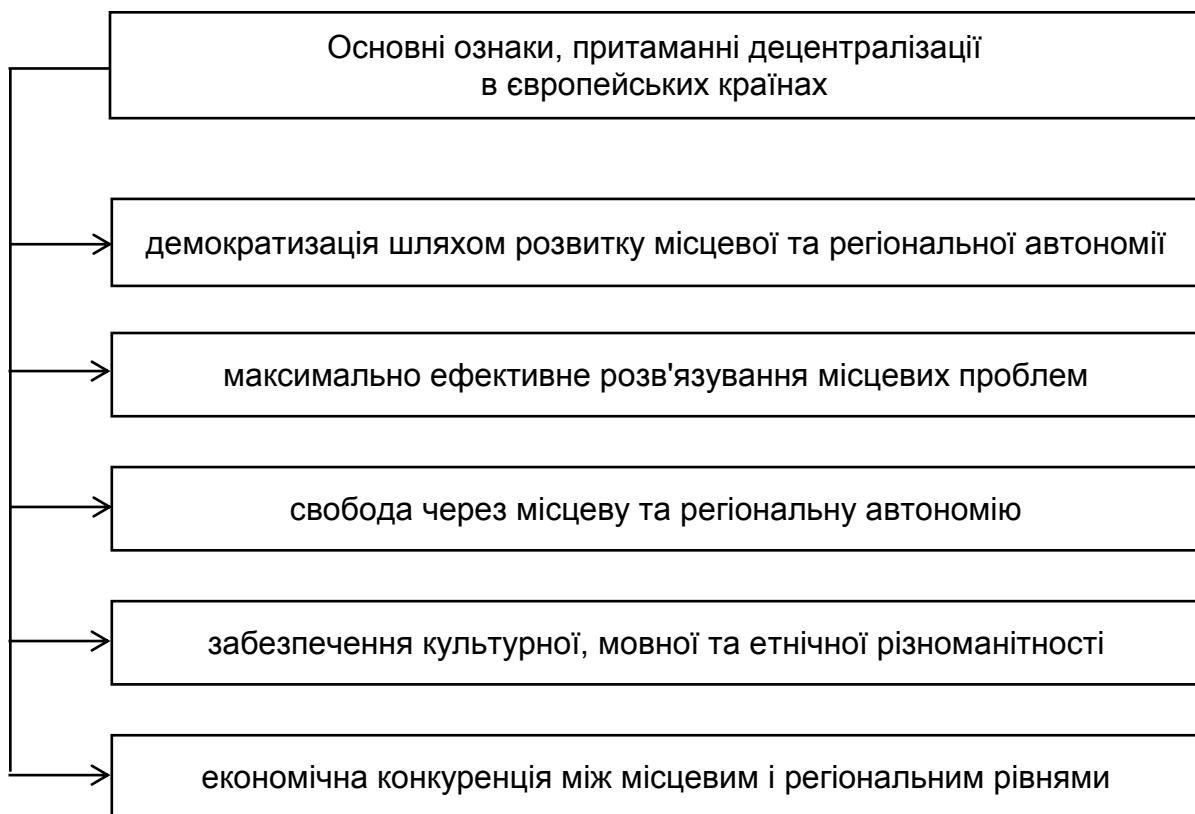 Основні ознаки, притаманні децентралізації
в європейських країнах
демократизація шляхом розвитку місцевої та регіональної автономії
максимально ефективне розв'язування місцевих проблем
свобода через місцеву та регіональну автономію
забезпечення культурної, мовної та етнічної різноманітності
економічна конкуренція між місцевим і регіональним рівнями